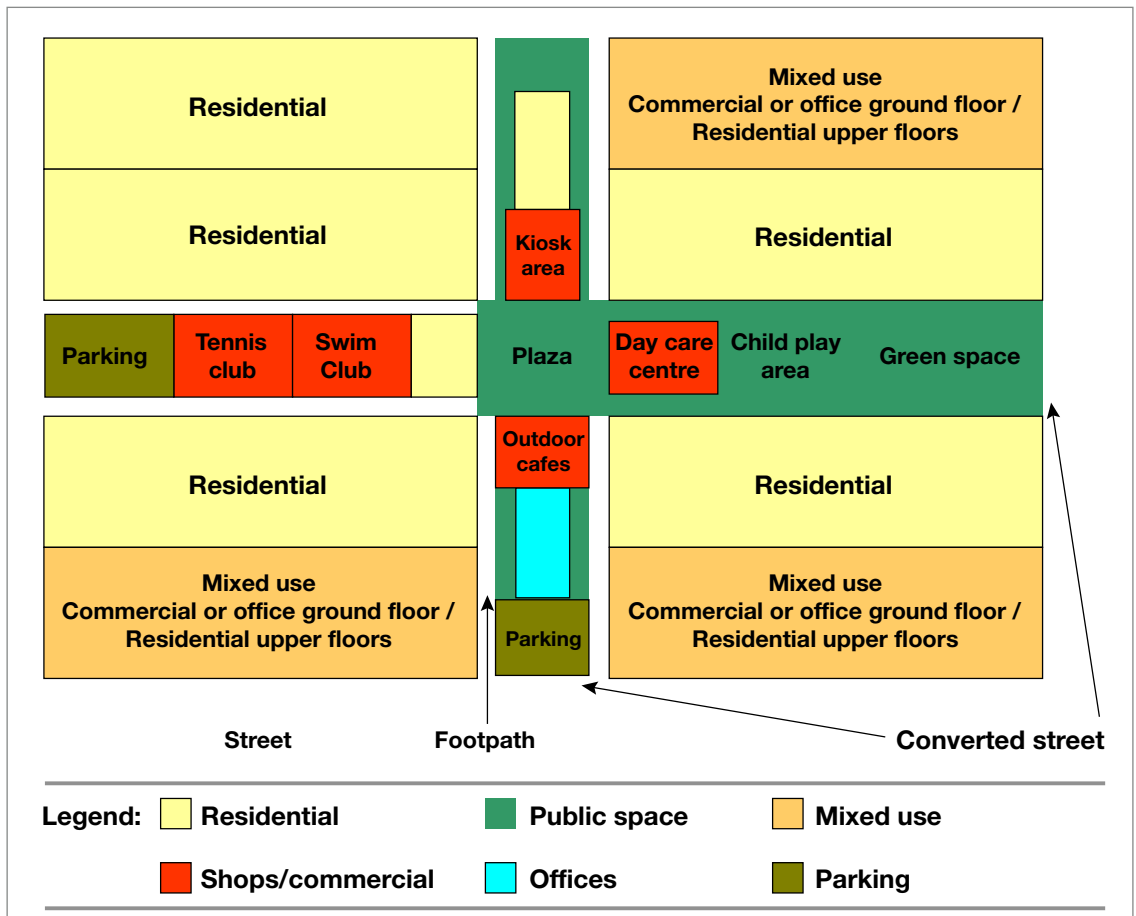 Residential
Mixed use
Commercial or office ground floor /
Residential upper floors
Residential
Kiosk
area
Residential
Parking
Tennis
club
Swim
Club
Plaza
Day care
centre
Child play
area
Green space
Residential
Outdoor
cafes
Residential
Mixed use
Commercial or office ground floor /
Residential upper floors
Parking
Mixed use
Commercial or office ground floor /
Residential upper floors
Street
Footpath
Converted street
Legend:
Residential
Public space
Mixed use
Shops/commercial
Offices
Parking